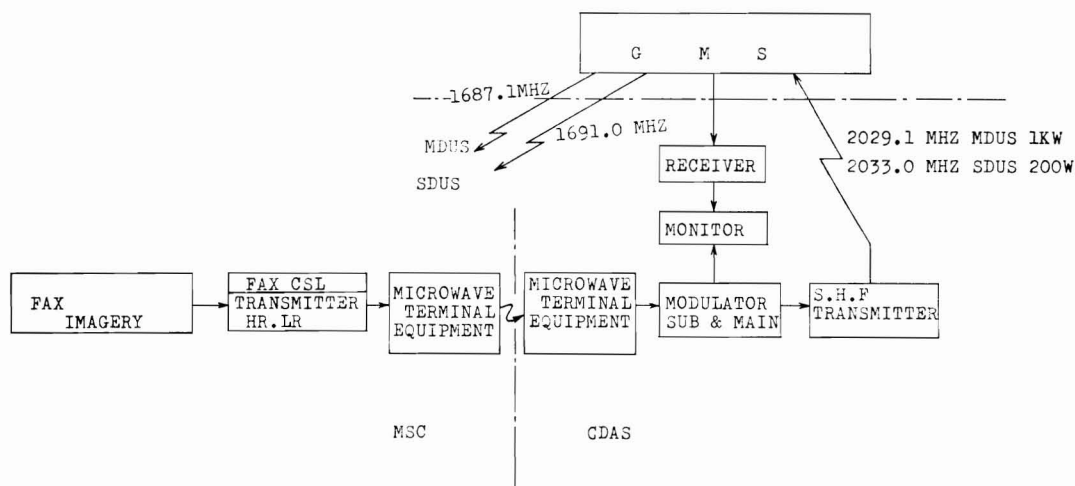 G M S
1687.1MHZ
1691.0 MHZ
MDUS
SDUS
2029.1 MHZ MDUS 1KW
2033.0 MHZ SDUS 200W
RECEIVER
MONITOR
FAX
IMAGERY
FAX CSL
TRANSMITTER
HR.LR
MICROWAVE
TERMINAL
EQUIPMENT
MICROWAVE
TERMINAL
EQUIPMENT
MODULATOR
SUB & MAIN
S.H.F
TRANSMITTER
MSC
CDAS